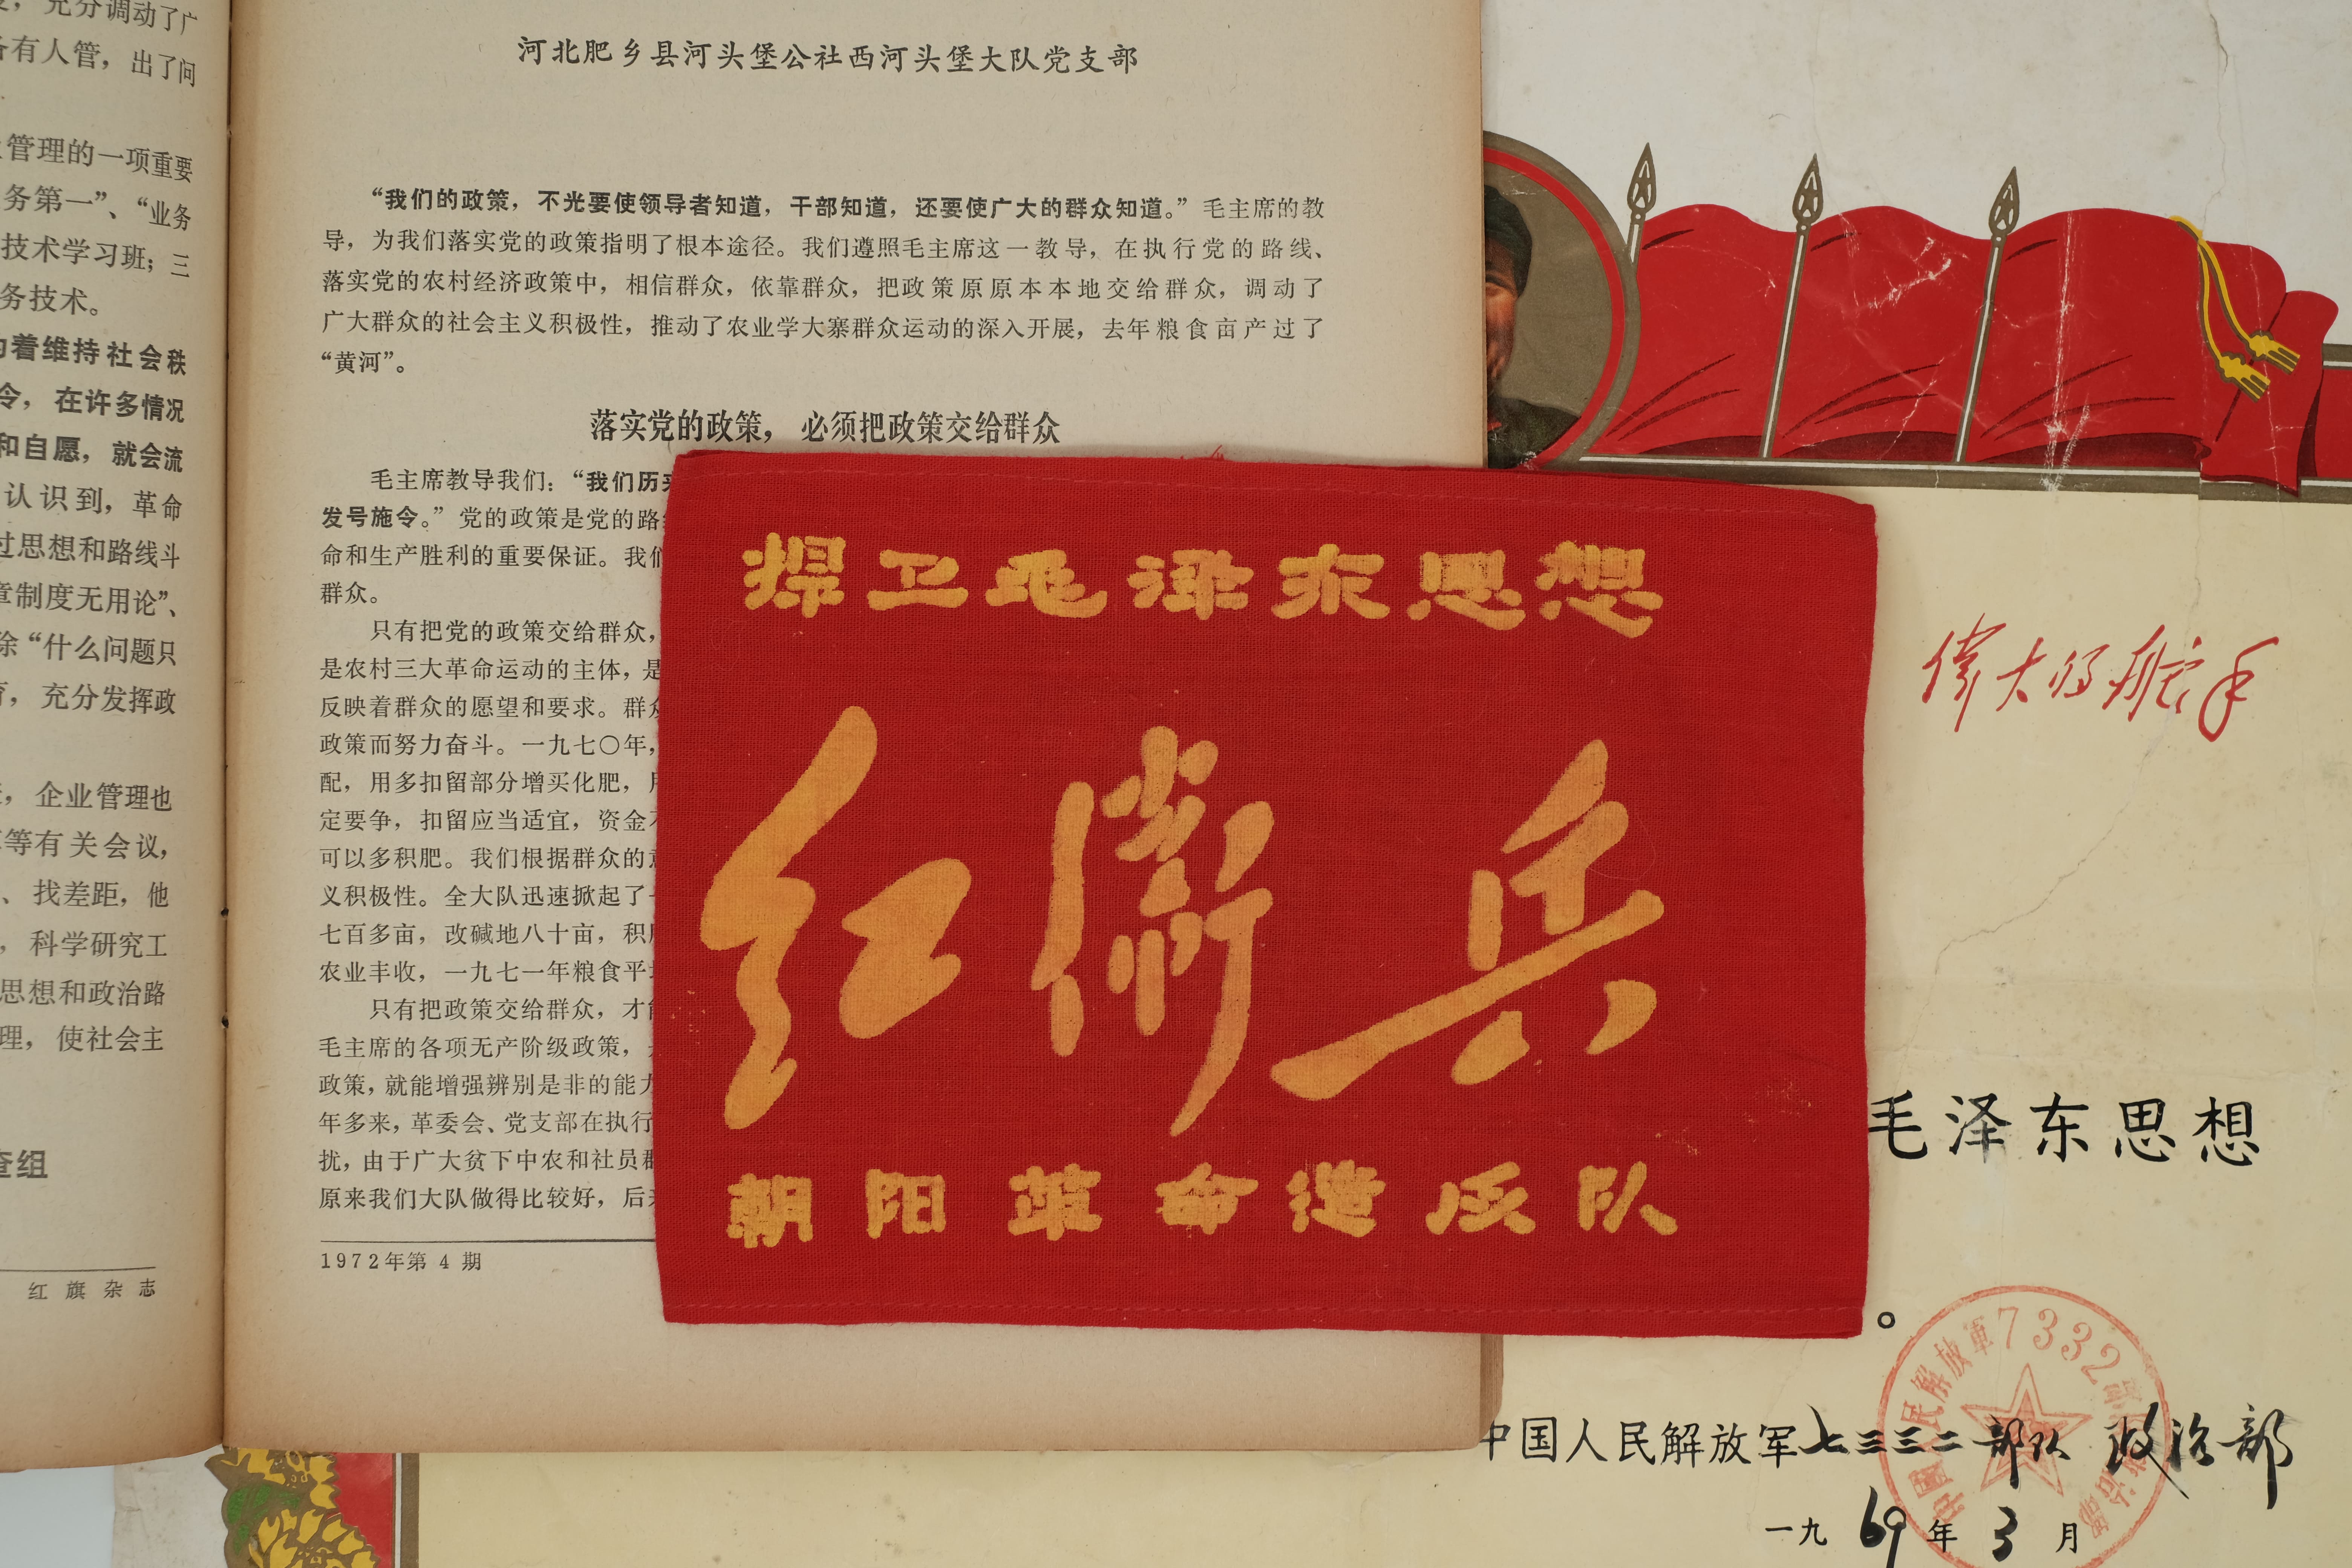 充分调动了广
有人管，出了问
管理的一项重要
务第一”、“业务
技术学习班；三
务技术。
着维持社会秩
令，在许多情况
和自愿，就会流
认识到，革命
过思想和路线斗
章制度无用论”、
除“什么问题只
，充分发挥政
，企业管理也
等有关会议，
、找差距，他
，科学研究工
思想和政治路
理，使社会主
查组
红旗杂志
河北肥乡县河头堡公社西河头堡大队党支部
“我们的政策，不光要使领导者知道，干部知道，还要使广大的群众知道。”毛主席的教
导，为我们落实党的政策指明了根本途径。我们遵照毛主席这一教导，在执行党的路线、
落实党的农村经济政策中，相信群众，依靠群众，把政策原原本本地交给群众，调动了
广大群众的社会主义积极性，推动了农业学大寨群众运动的深入开展，去年粮食亩产过了
“黄河”。
落实党的政策，必须把政策交给群众
毛主席教导我们：“我们历来
发号施令。”党的政策是党的路线
命和生产胜利的重要保证。我们
群众。
只有把党的政策交给群众，
是农村三大革命运动的主体，是
反映着群众的愿望和要求。群众
政策而努力奋斗。一九七〇年，
配，用多扣留部分增买化肥，用
定要争，扣留应当适宜，资金不
可以多积肥。我们根据群众的意
义积极性。全大队迅速掀起了
七百多亩，改碱地八十亩，积肥
农业丰收，一九七一年粮食平均
只有把政策交给群众，才能
毛主席的各项无产阶级政策，
政策，就能增强辨别是非的能力
年多来，革委会、党支部在执行
扰，由于广大贫下中农和社员群
原来我们大队做得比较好，后来
1972年第 4 期
捍卫毛泽东思想
红衛兵
朝阳革命造反队
偉大的舵手
毛泽东思想
。
中国人民解放軍7332部队政治部
中国人民解放军七三三二部队 政治部
一九69年3月